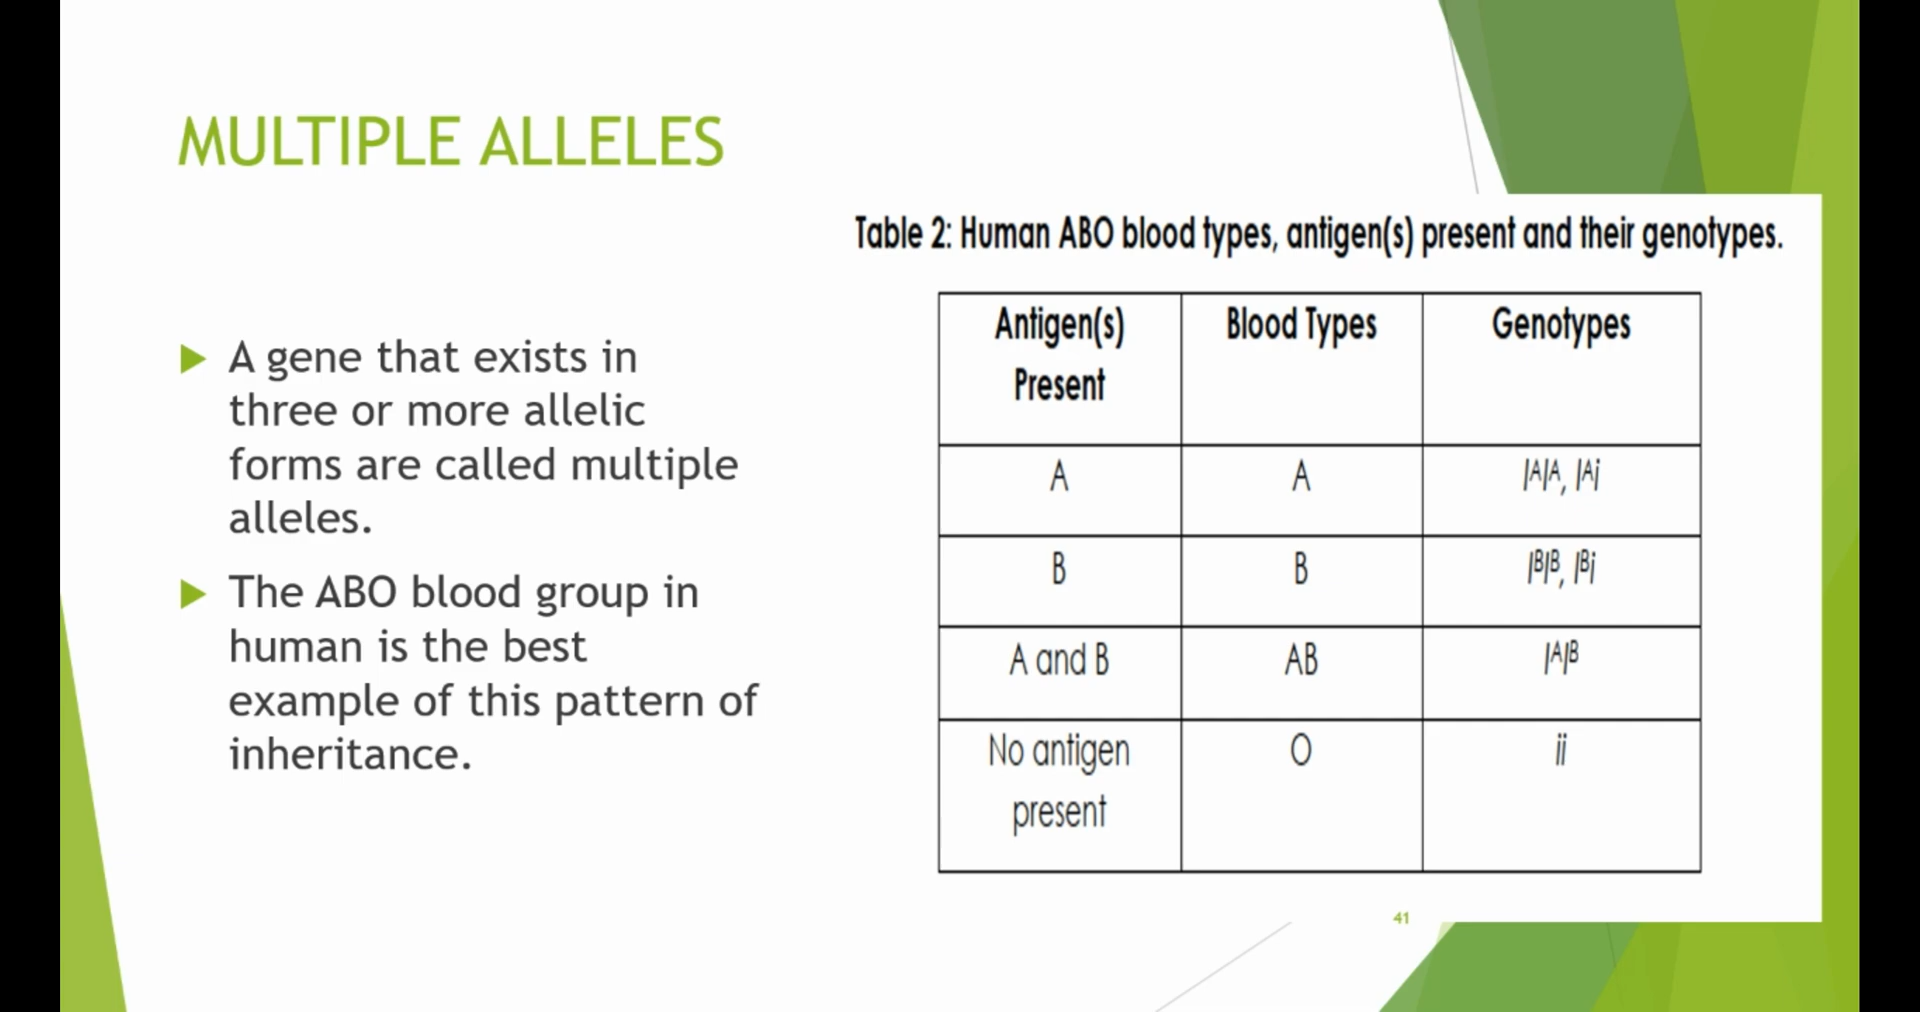 MULTIPLE ALLELES
A gene that exists in
three or more allelic
forms are called multiple
alleles.
The ABO blood group in
human is the best
example of this pattern of
inheritance.
Table 2: Human ABO blood types, antigen(s) present and their genotypes.
Antigen(s) Present Blood Types Genotypes
A A IᴬIᴬ, Iᴬi
B B IᴮIᴮ, Iᴮi
A and B AB IᴬIᴮ
No antigen present O ii
41